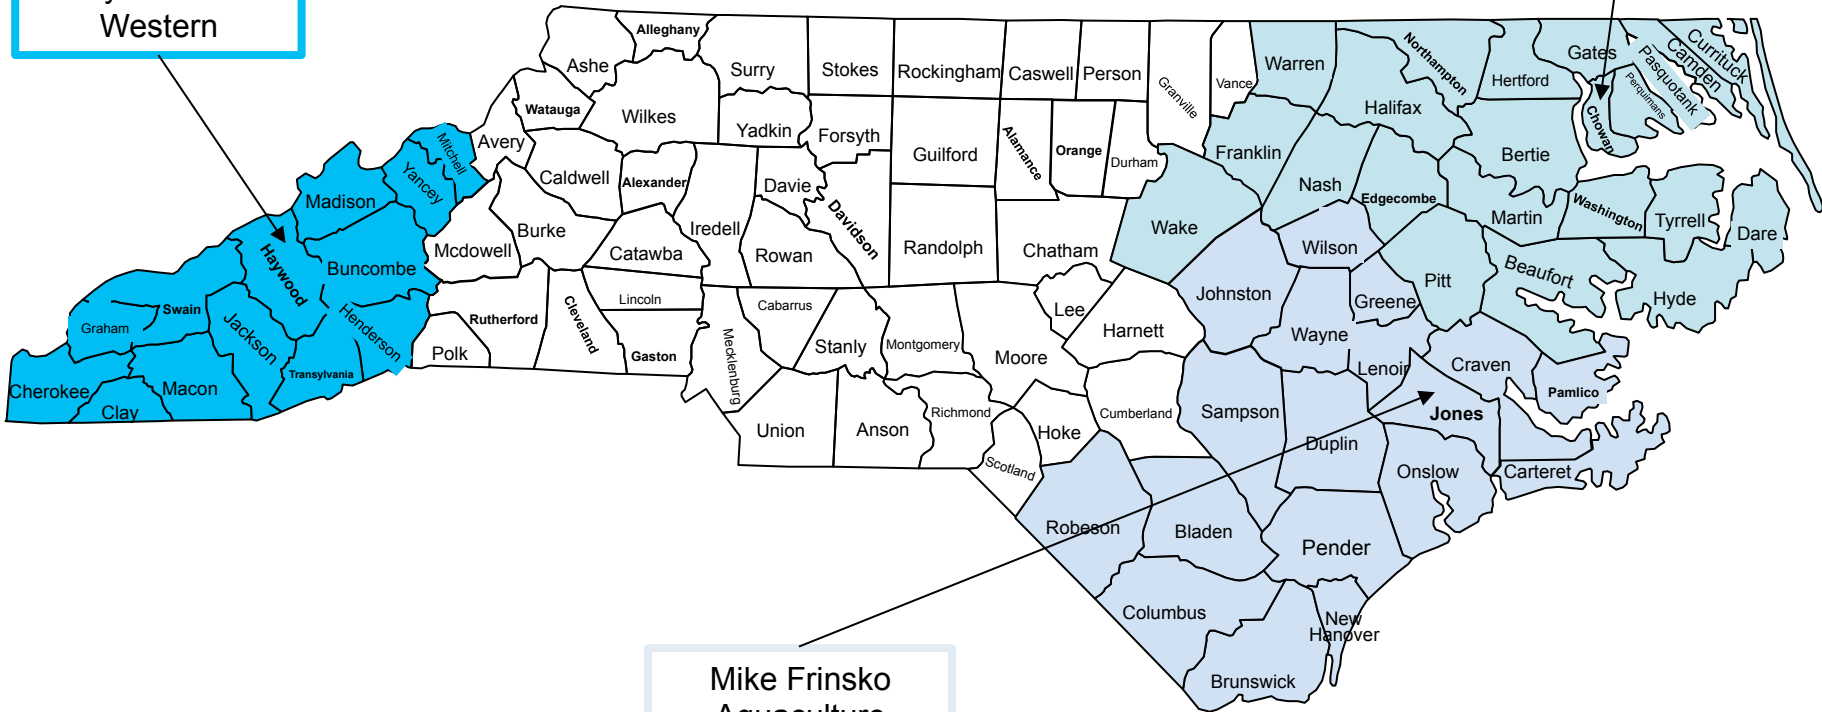 Western
Alleghany
Ashe
Surry
Stokes
Rockingham
Caswell
Person
Granville
Vance
Warren
Northampton
Hertford
Gates
Currituck
Camden
Pasquotank
Perquimans
Chowan
Watauga
Wilkes
Yadkin
Forsyth
Guilford
Alamance
Orange
Durham
Franklin
Halifax
Bertie
Mitchell
Avery
Yancey
Caldwell
Alexander
Davie
Davidson
Nash
Edgecombe
Martin
Washington
Tyrrell
Dare
Madison
Burke
Iredell
Randolph
Chatham
Wake
Wilson
Mcdowell
Catawba
Rowan
Haywood
Buncombe
Johnston
Greene
Pitt
Beaufort
Hyde
Swain
Graham
Jackson
Henderson
Rutherford
Cleveland
Lincoln
Cabarrus
Lee
Harnett
Wayne
Polk
Gaston
Mecklenburg
Stanly
Montgomery
Moore
Lenoir
Craven
Pamlico
Cherokee
Clay
Macon
Transylvania
Union
Anson
Richmond
Scotland
Hoke
Cumberland
Sampson
Duplin
Jones
Onslow
Carteret
Robeson
Bladen
Pender
Columbus
New
Hanover
Brunswick
Mike Frinsko
Aquaculture